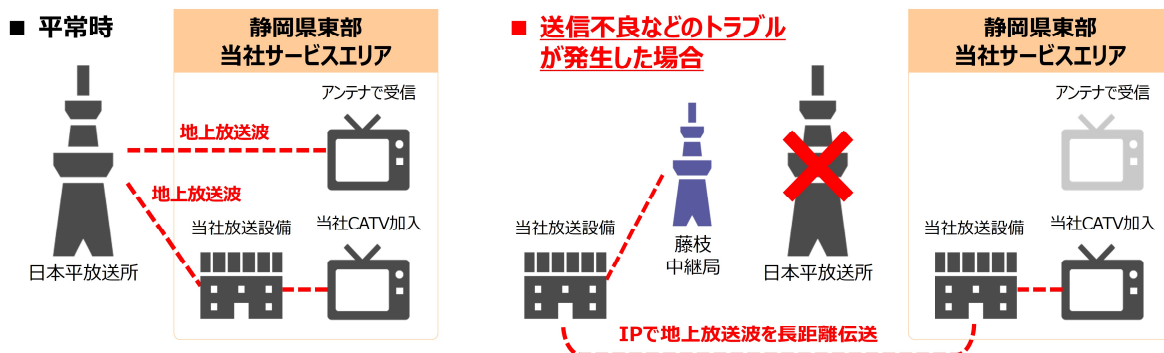 ■ 平常時
静岡県東部
当社サービスエリア
アンテナで受信
地上放送波
地上放送波
当社放送設備
当社CATV加入
日本平放送所
■ 送信不良などのトラブル
が発生した場合
静岡県東部
当社サービスエリア
アンテナで受信
当社放送設備
藤枝
中継局
日本平放送所
当社放送設備
当社CATV加入
IPで地上放送波を長距離伝送